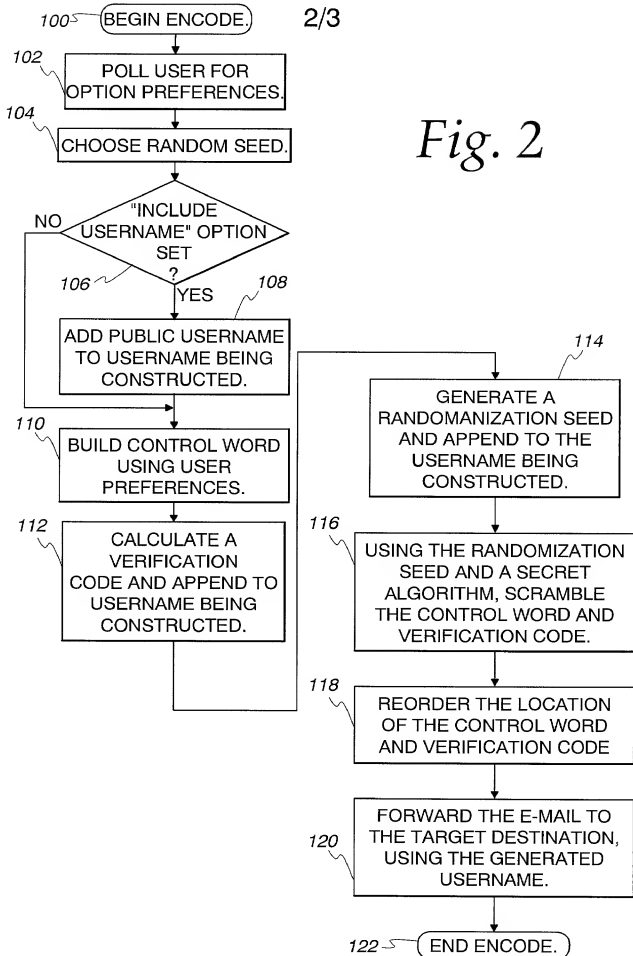 100
BEGIN ENCODE.
2/3
102
POLL USER FOR
OPTION PREFERENCES.
104
CHOOSE RANDOM SEED.
Fig. 2
NO
"INCLUDE
USERNAME" OPTION
SET
?
106
YES
108
ADD PUBLIC USERNAME
TO USERNAME BEING
CONSTRUCTED.
110
BUILD CONTROL WORD
USING USER
PREFERENCES.
112
CALCULATE A
VERIFICATION
CODE AND APPEND TO
USERNAME BEING
CONSTRUCTED.
114
GENERATE A
RANDOMANIZATION SEED
AND APPEND TO THE
USERNAME BEING
CONSTRUCTED.
116
USING THE RANDOMIZATION
SEED AND A SECRET
ALGORITHM, SCRAMBLE
THE CONTROL WORD AND
VERIFICATION CODE.
118
REORDER THE LOCATION
OF THE CONTROL WORD
AND VERIFICATION CODE
120
FORWARD THE E-MAIL TO
THE TARGET DESTINATION,
USING THE GENERATED
USERNAME.
122
END ENCODE.